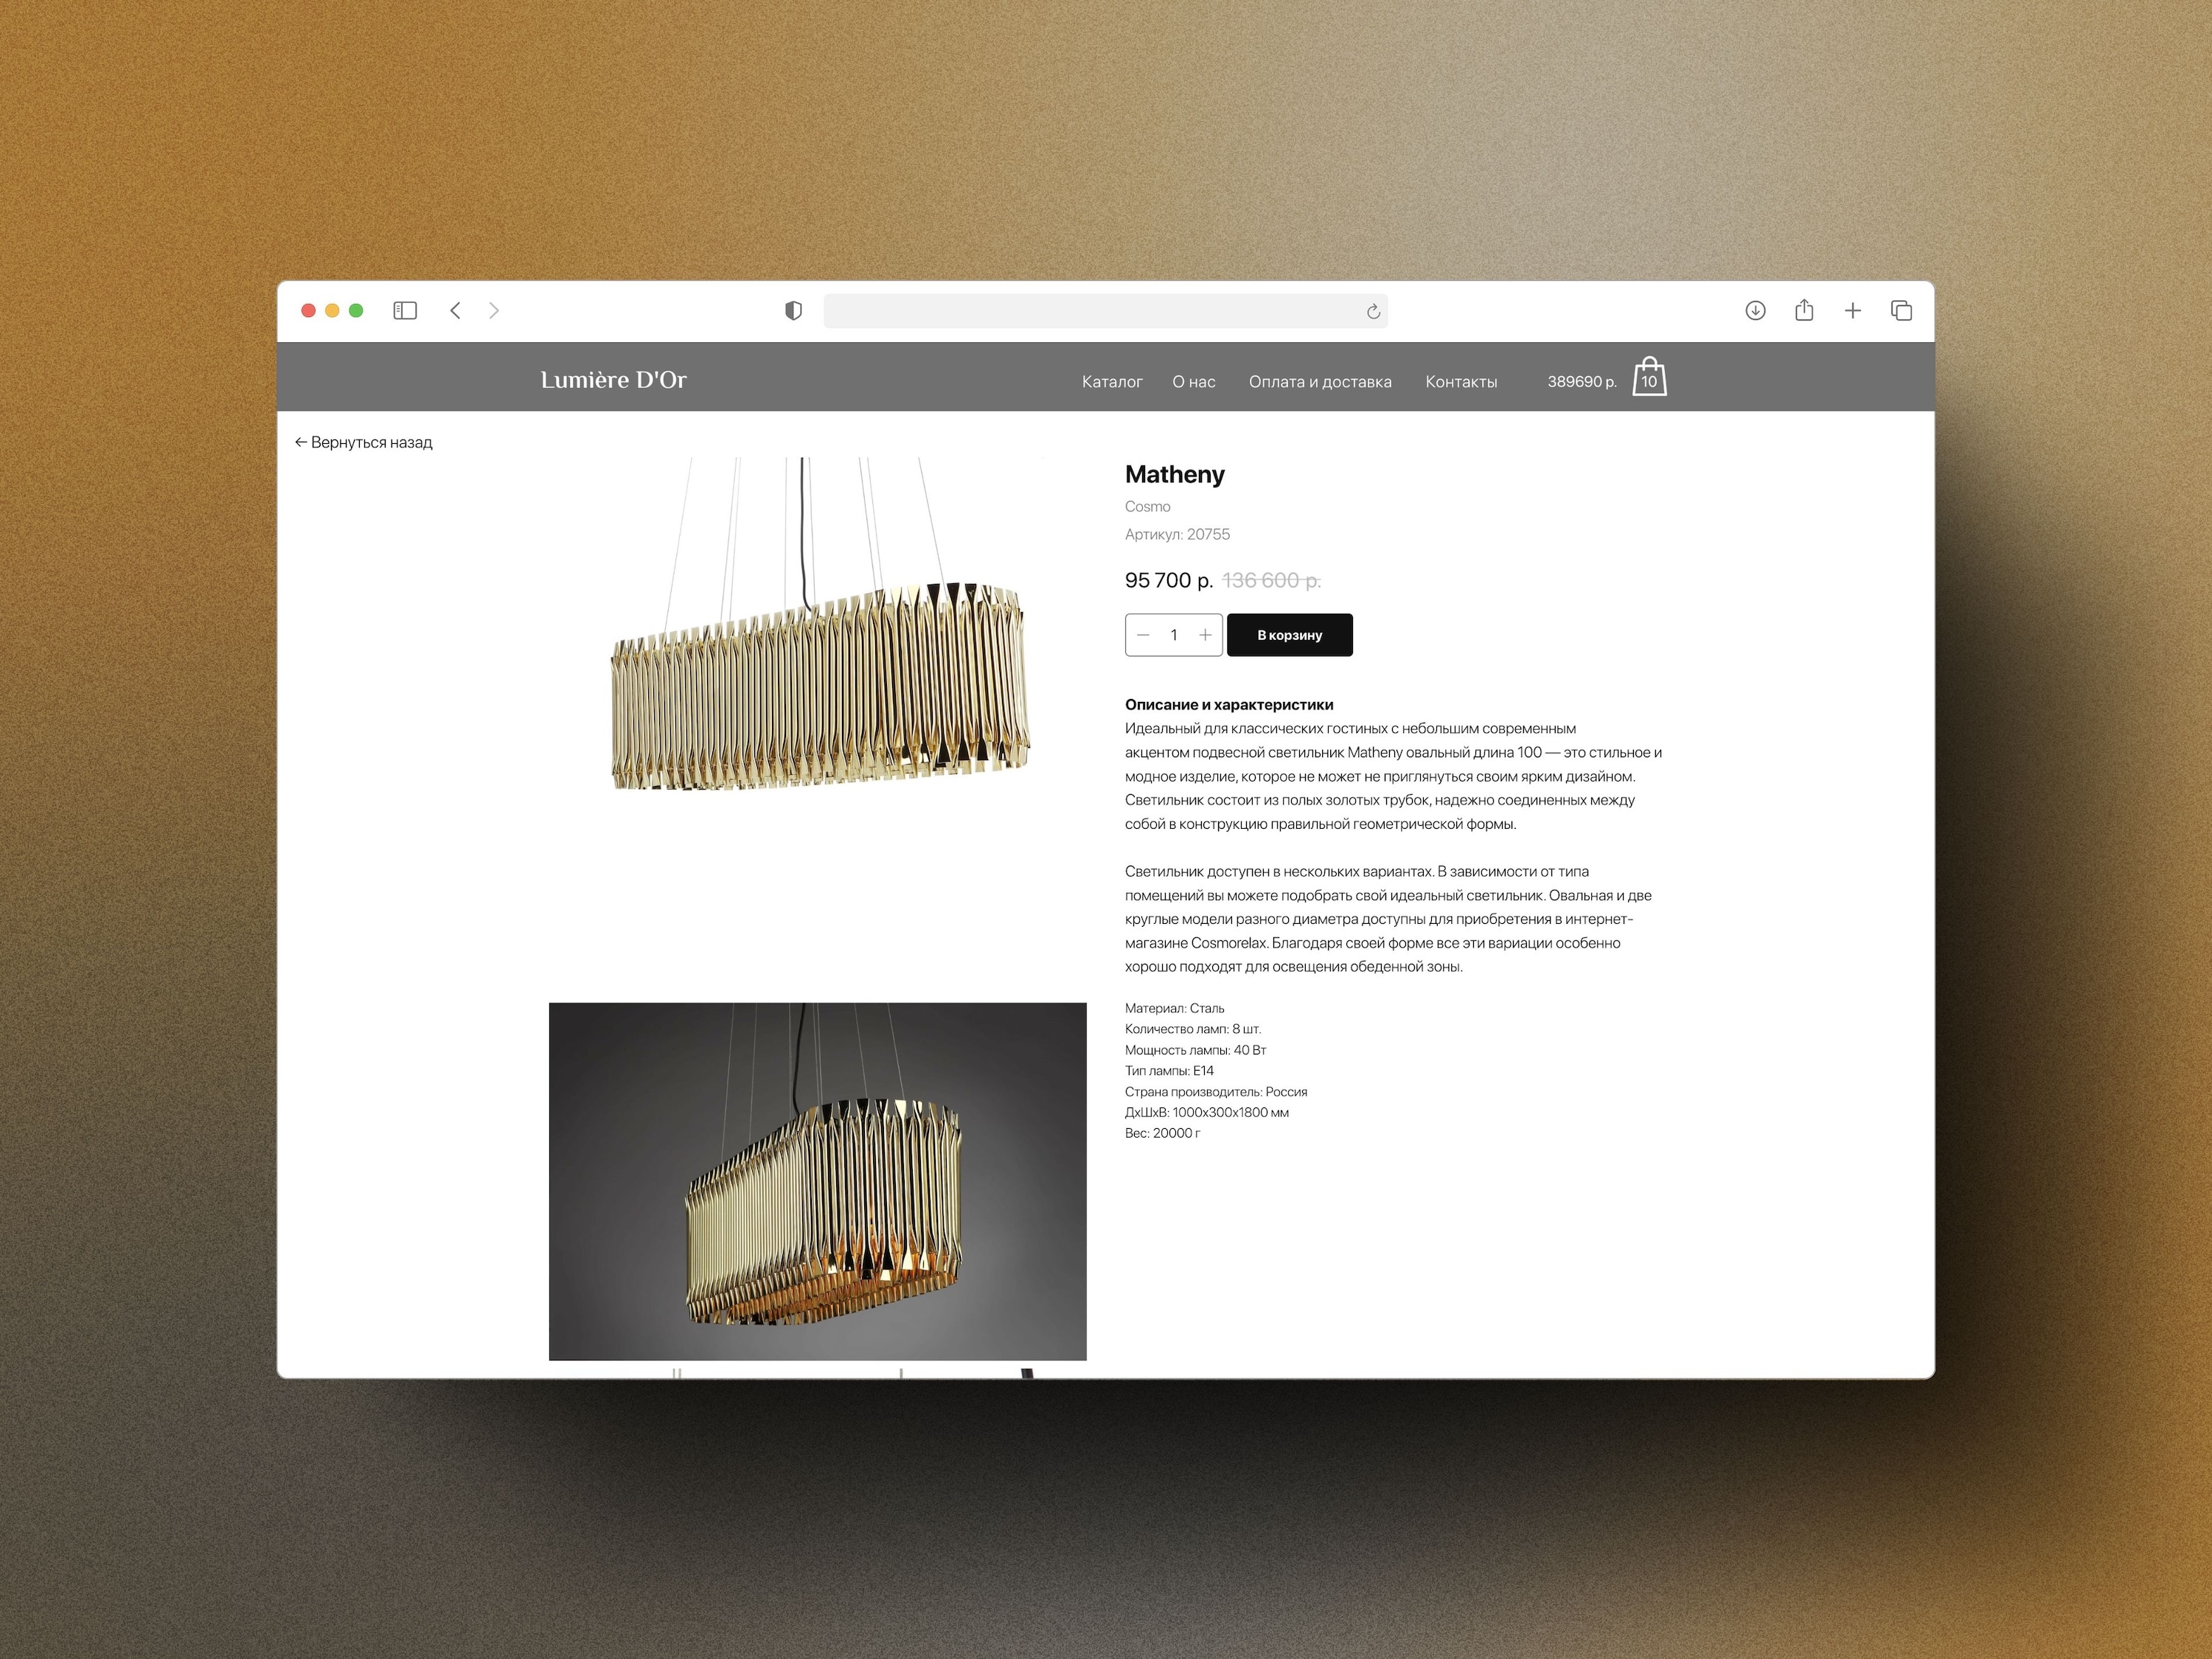 Lumière D'Or
Каталог О нас Оплата и доставка Контакты 389690 р. 10
← Вернуться назад
Matheny
Cosmo
Артикул: 20755
95 700 р. 136 600 р.
— 1 + В корзину
Описание и характеристики
Идеальный для классических гостиных с небольшим современным
акцентом подвесной светильник Matheny овальный длина 100 — это стильное и
модное изделие, которое не может не приглянуться своим ярким дизайном.
Светильник состоит из полых золотых трубок, надежно соединенных между
собой в конструкцию правильной геометрической формы.
Светильник доступен в нескольких вариантах. В зависимости от типа
помещений вы можете подобрать свой идеальный светильник. Овальная и две
круглые модели разного диаметра доступны для приобретения в интернет-
магазине Cosmorelax. Благодаря своей форме все эти вариации особенно
хорошо подходят для освещения обеденной зоны.
Материал: Сталь
Количество ламп: 8 шт.
Мощность лампы: 40 Вт
Тип лампы: E14
Страна производитель: Россия
ДxШxВ: 1000x300x1800 мм
Вес: 20000 г